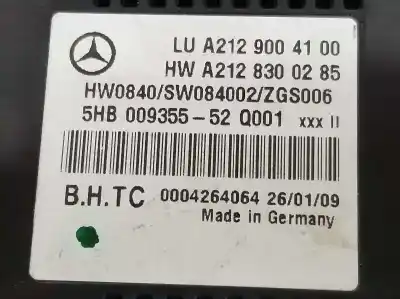 LU A212 900 41 00
HW A212 830 02 85
HW0840/SW084002/ZGS006
5HB 009355-52 Q001 xxx II
B.H.TC 0004264064 26/01/09
Made in Germany